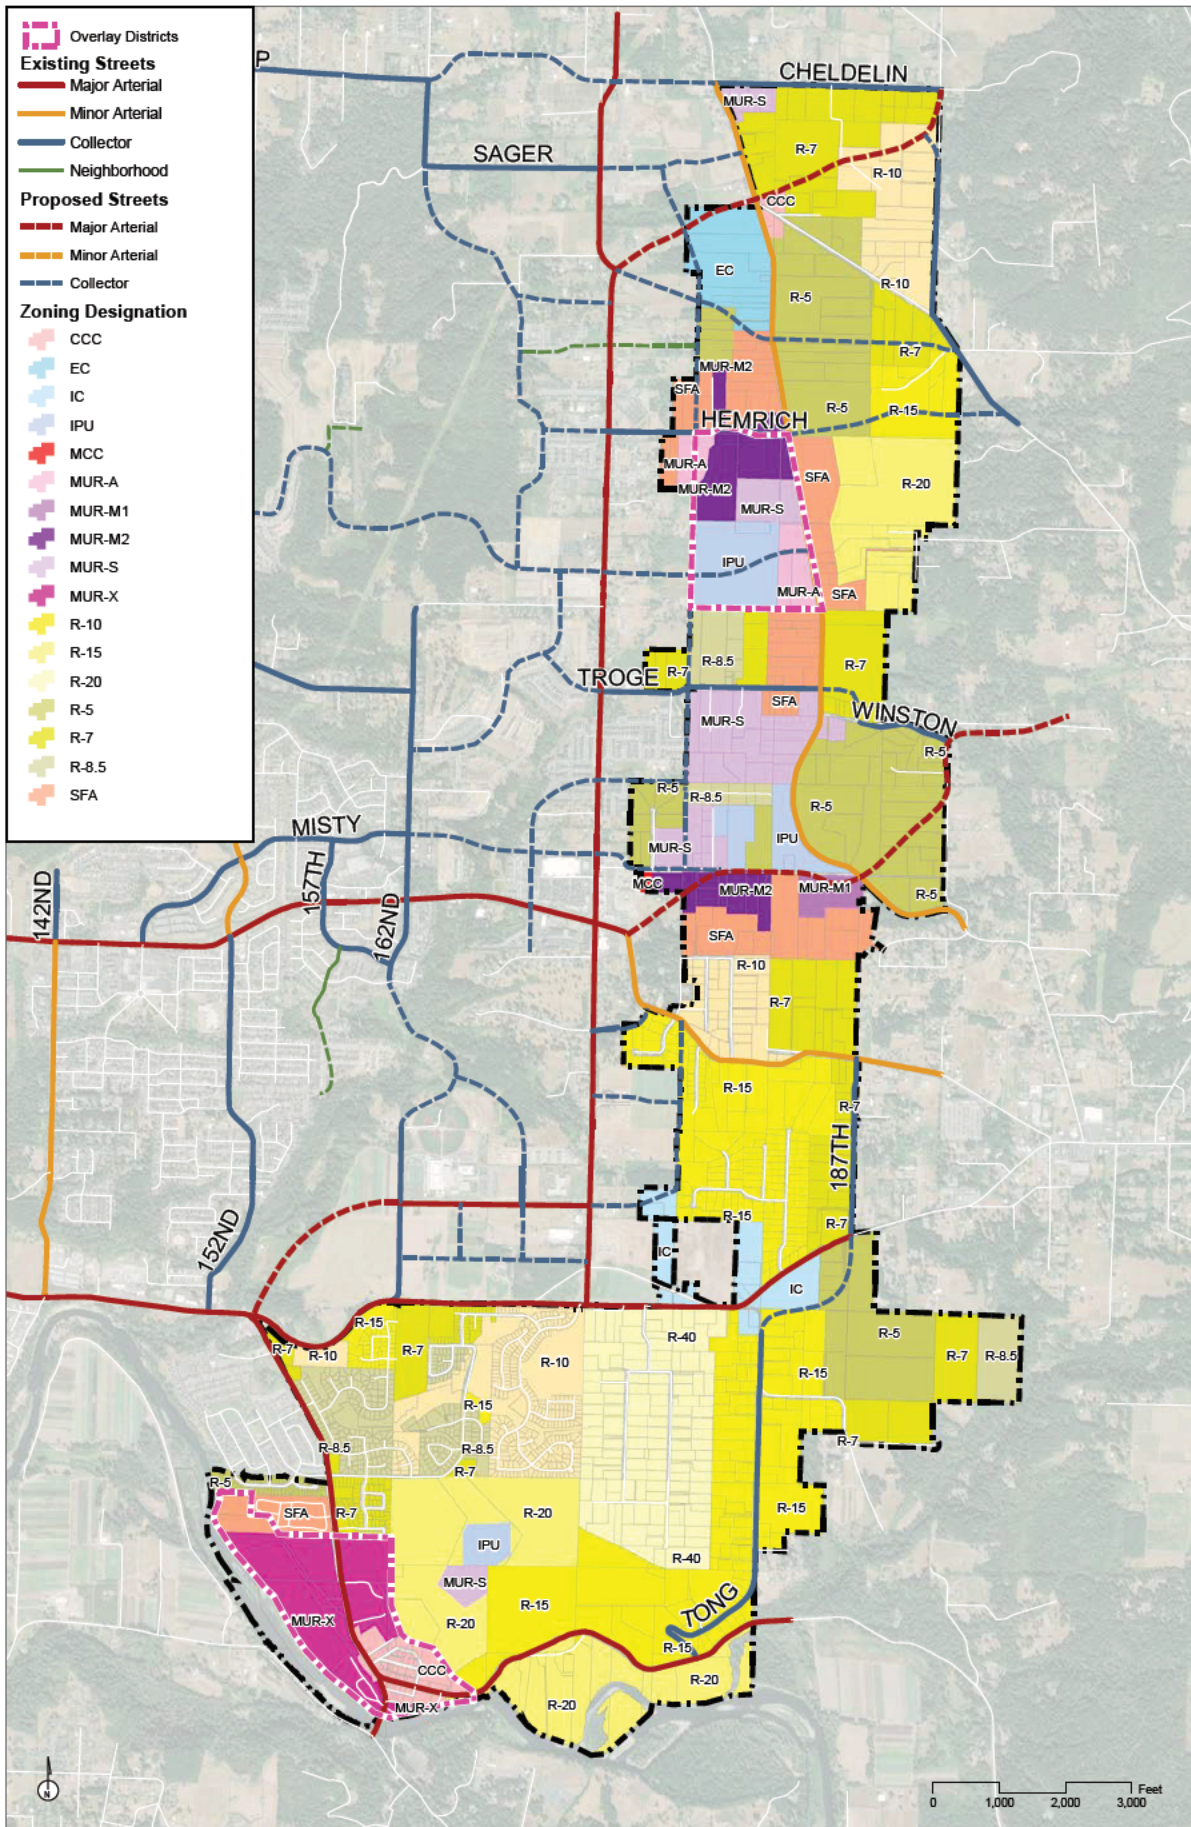 Overlay Districts
Existing Streets
Major Arterial
Minor Arterial
Collector
Neighborhood
Proposed Streets
Major Arterial
Minor Arterial
Collector
Zoning Designation
CCC
EC
IC
IPU
MCC
MUR-A
MUR-M1
MUR-M2
MUR-S
MUR-X
R-10
R-15
R-20
R-5
R-7
R-8.5
SFA
P
CHELDELIN
MUR-S
SAGER
R-7
R-10
CCC
EC
R-5
R-10
R-7
MUR-M2
SFA
R-5
R-15
HEMRICH
MUR-A
SFA
MUR-M2
R-20
MUR-S
IPU
MUR-A
SFA
R-8.5
R-7
R-7
TROGE
SFA
MUR-S
WINSTON
R-5
R-5
R-8.5
R-5
MISTY
IPU
MUR-S
157TH
MCC
MUR-M2
MUR-M1
R-5
142ND
162ND
SFA
R-10
R-7
R-15
R-7
187TH
R-15
R-7
152ND
IC
IC
R-15
R-7
R-10
R-7
R-10
R-40
R-5
R-7
R-8.5
R-15
R-15
R-8.5
R-8.5
R-7
R-7
R-5
SFA
R-7
R-20
R-15
IPU
R-40
MUR-S
R-15
TONG
MUR-X
R-20
R-15
CCC
R-20
MUR-X
R-20
N
Feet
0 1,000 2,000 3,000